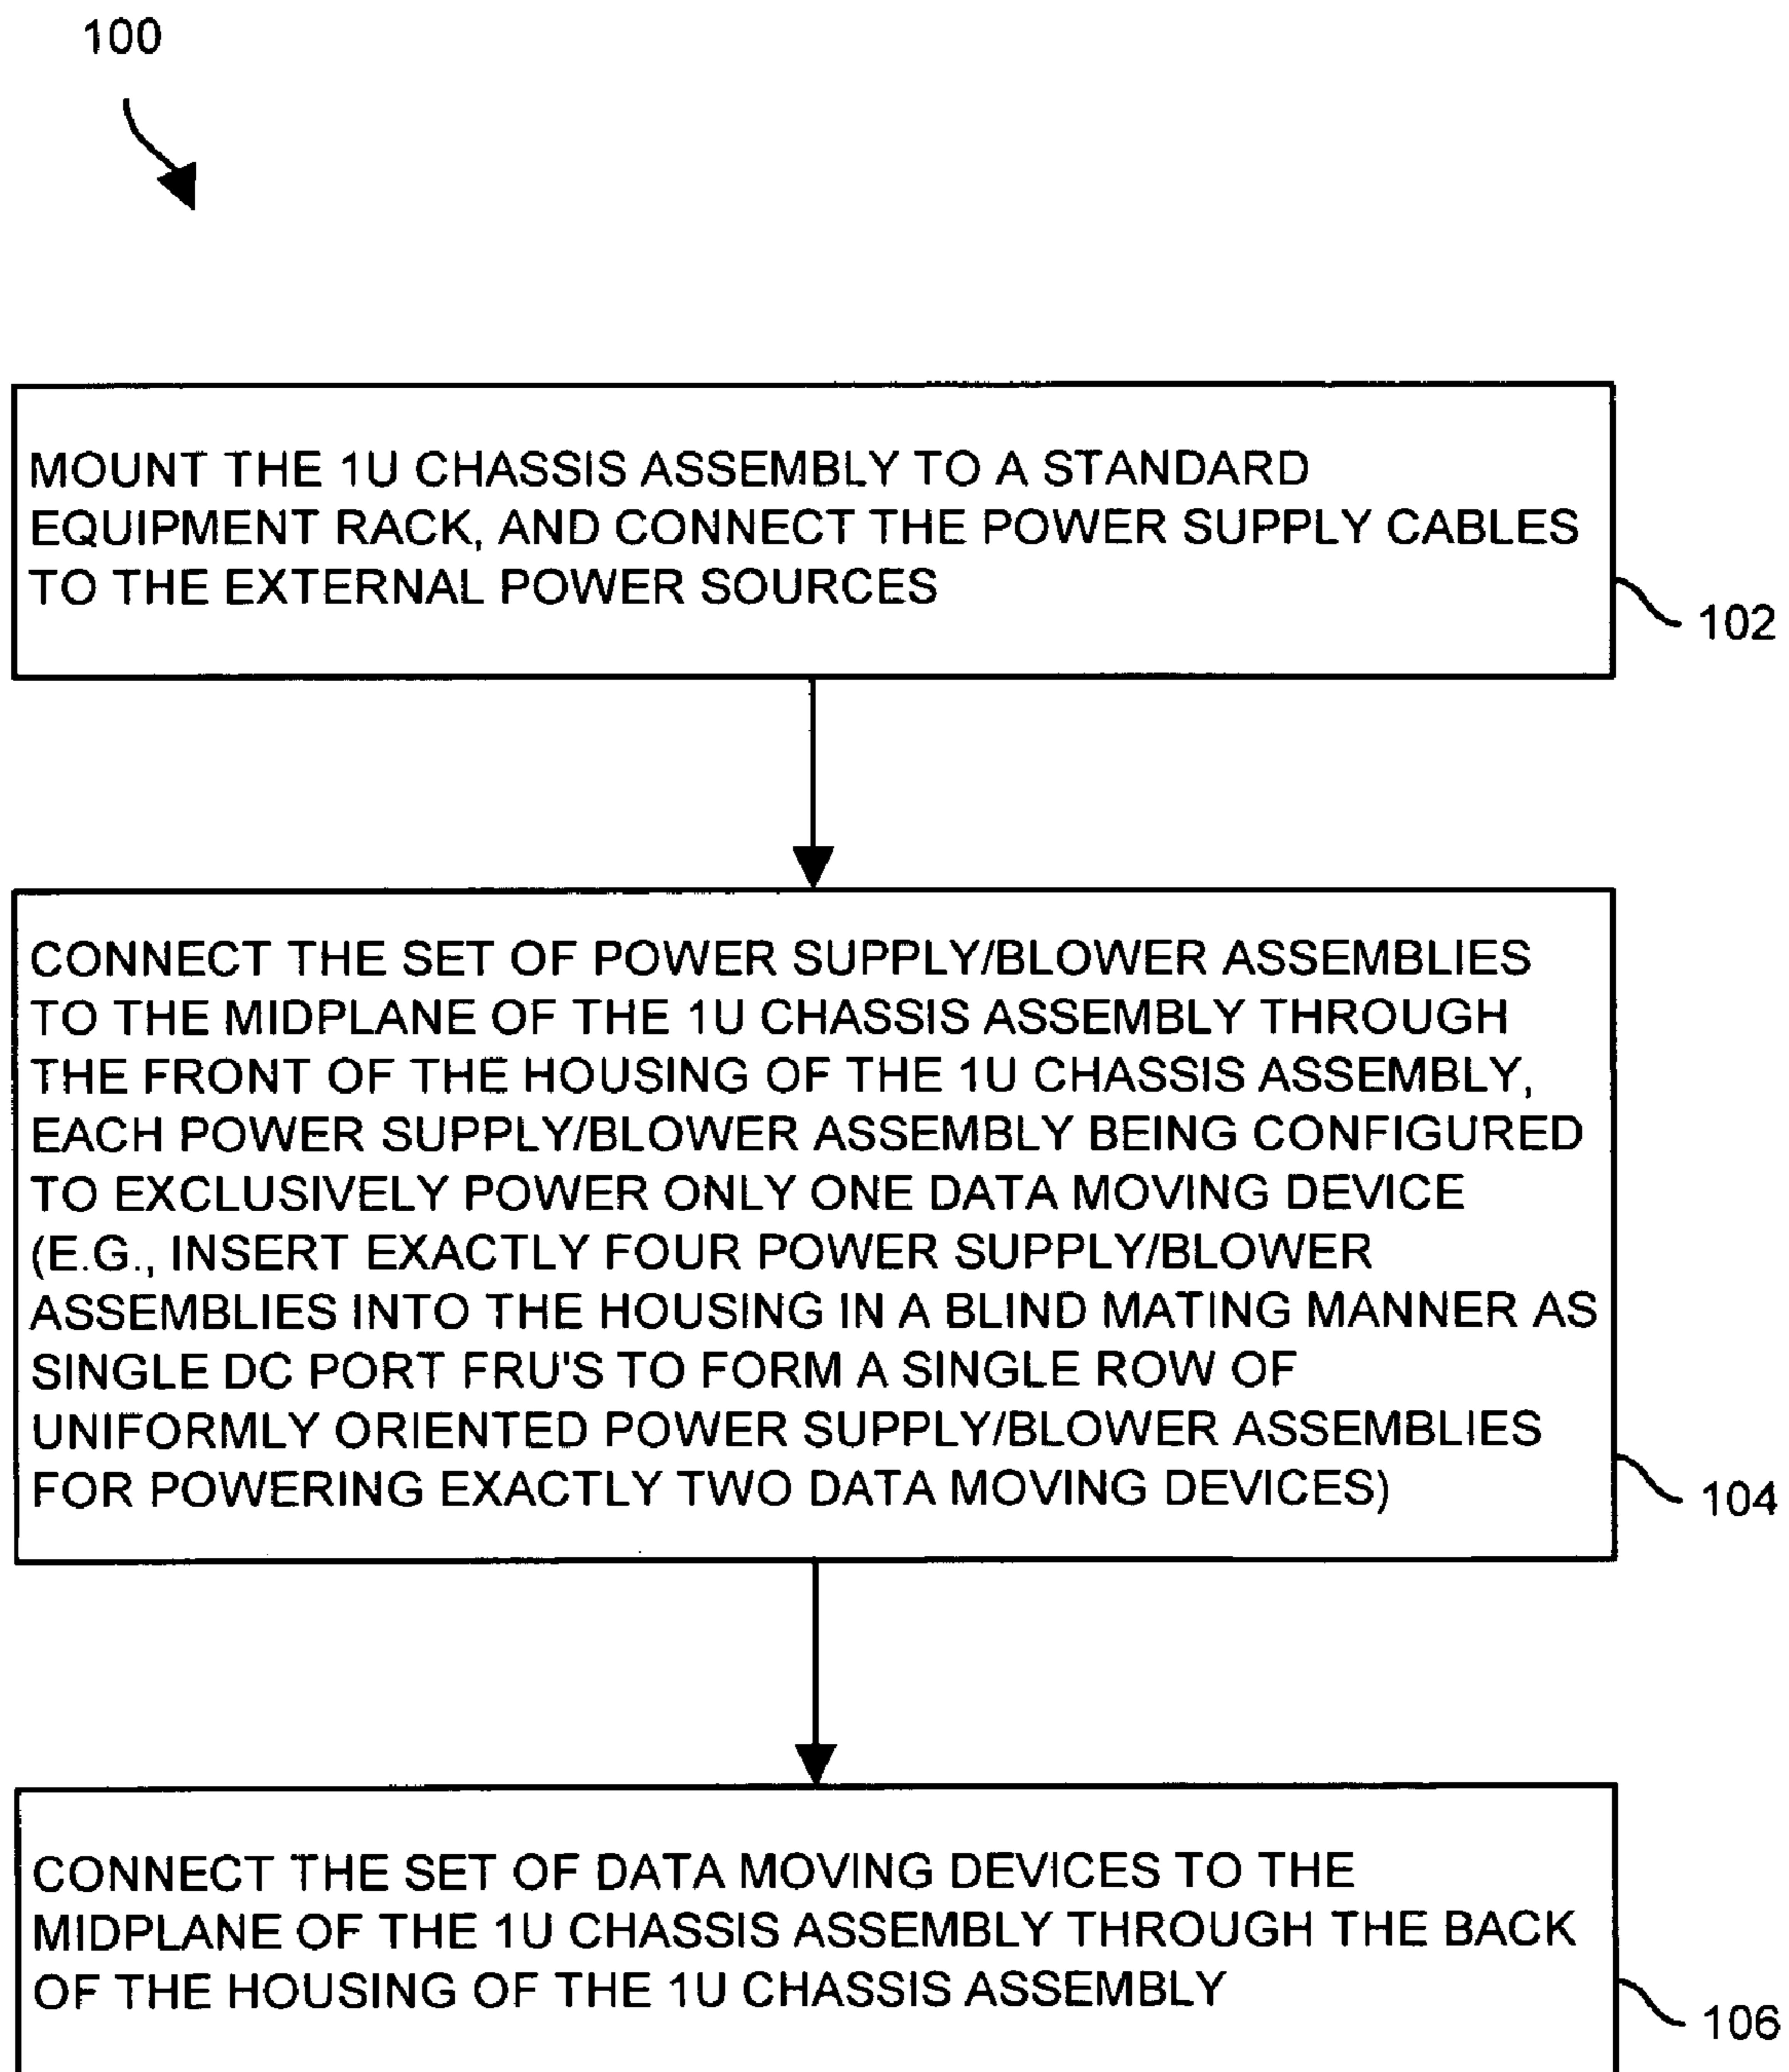 100
MOUNT THE 1U CHASSIS ASSEMBLY TO A STANDARD
EQUIPMENT RACK, AND CONNECT THE POWER SUPPLY CABLES
TO THE EXTERNAL POWER SOURCES
102
CONNECT THE SET OF POWER SUPPLY/BLOWER ASSEMBLIES
TO THE MIDPLANE OF THE 1U CHASSIS ASSEMBLY THROUGH
THE FRONT OF THE HOUSING OF THE 1U CHASSIS ASSEMBLY,
EACH POWER SUPPLY/BLOWER ASSEMBLY BEING CONFIGURED
TO EXCLUSIVELY POWER ONLY ONE DATA MOVING DEVICE
(E.G., INSERT EXACTLY FOUR POWER SUPPLY/BLOWER
ASSEMBLIES INTO THE HOUSING IN A BLIND MATING MANNER AS
SINGLE DC PORT FRU'S TO FORM A SINGLE ROW OF
UNIFORMLY ORIENTED POWER SUPPLY/BLOWER ASSEMBLIES
FOR POWERING EXACTLY TWO DATA MOVING DEVICES)
104
CONNECT THE SET OF DATA MOVING DEVICES TO THE
MIDPLANE OF THE 1U CHASSIS ASSEMBLY THROUGH THE BACK
OF THE HOUSING OF THE 1U CHASSIS ASSEMBLY
106